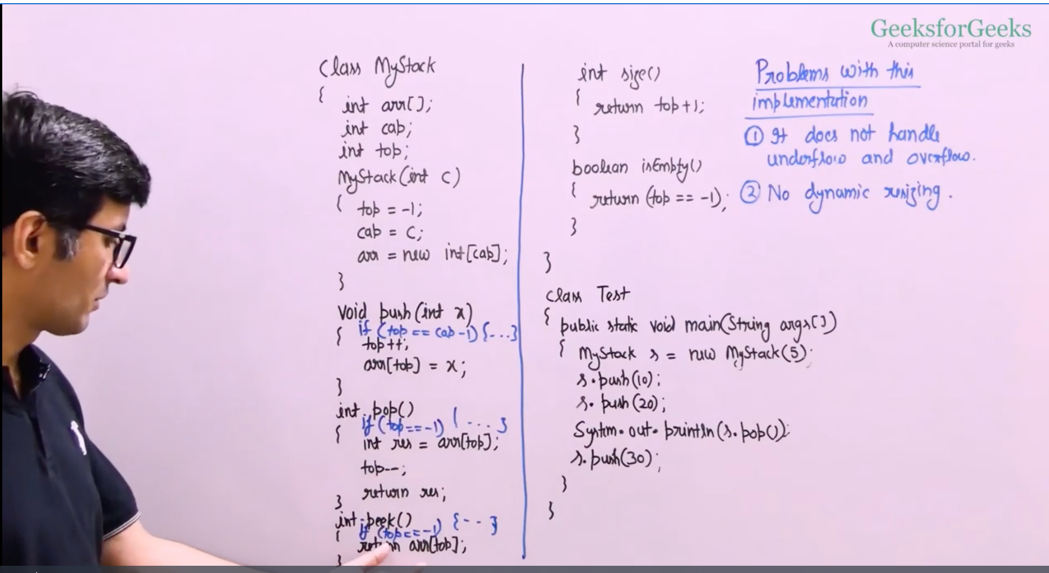 GeeksforGeeks
A computer science portal for geeks
class MyStack
{
int arr[];
int cap;
int top;
MyStack(int c)
{ top = -1;
cap = c;
arr = new int[cap];
}
void push(int x)
{ if (top == cap-1) {...}
top++;
arr[top] = x;
}
int pop()
if (top == -1) { ... }
{ int res = arr[top];
top--;
return res;
}
int peek()
if (top == -1) {--}
{ return arr[top];
}
int size()
{ return top+1;
}
boolean isEmpty()
{ return (top == -1);
}
}
class Test
{ public static void main(String args[])
{ MyStack s = new MyStack(5);
s.push(10);
s.push(20);
System.out.println(s.pop());
s.push(30);
}
}
Problems with this
implementation
① It does not handle
underflow and overflow.
② No dynamic resizing.